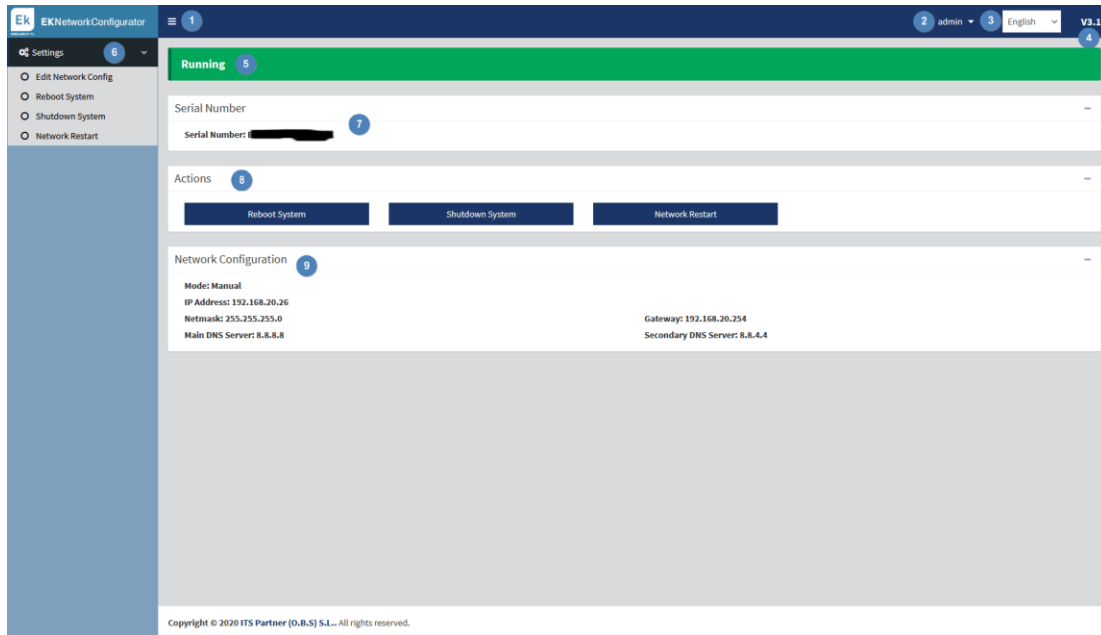 Ek EKNetworkConfigurator 1 2 admin 3 English V3.1
4
Settings 6
Edit Network Config
Reboot System
Shutdown System
Network Restart
Running 5
Serial Number
Serial Number: 7
Actions 8
Reboot System Shutdown System Network Restart
Network Configuration 9
Mode: Manual
IP Address: 192.168.20.26
Netmask: 255.255.255.0 Gateway: 192.168.20.254
Main DNS Server: 8.8.8.8 Secondary DNS Server: 8.8.4.4
Copyright © 2020 ITS Partner (O.B.S) S.L.. All rights reserved.